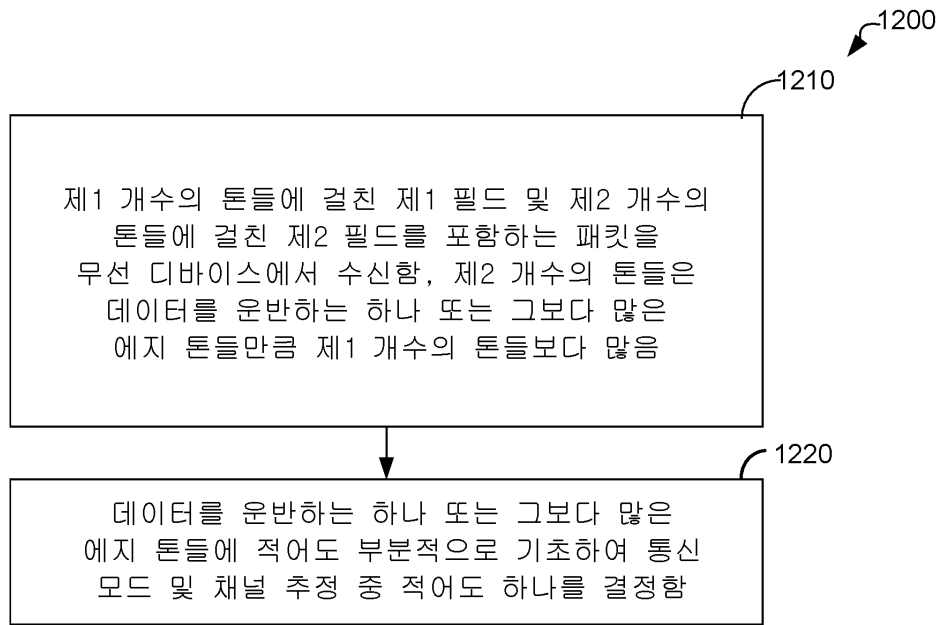 1200
1210
제1 개수의 톤들에 걸친 제1 필드 및 제2 개수의
톤들에 걸친 제2 필드를 포함하는 패킷을
무선 디바이스에서 수신함, 제2 개수의 톤들은
데이터를 운반하는 하나 또는 그보다 많은
에지 톤들만큼 제1 개수의 톤들보다 많음
1220
데이터를 운반하는 하나 또는 그보다 많은
에지 톤들에 적어도 부분적으로 기초하여 통신
모드 및 채널 추정 중 적어도 하나를 결정함